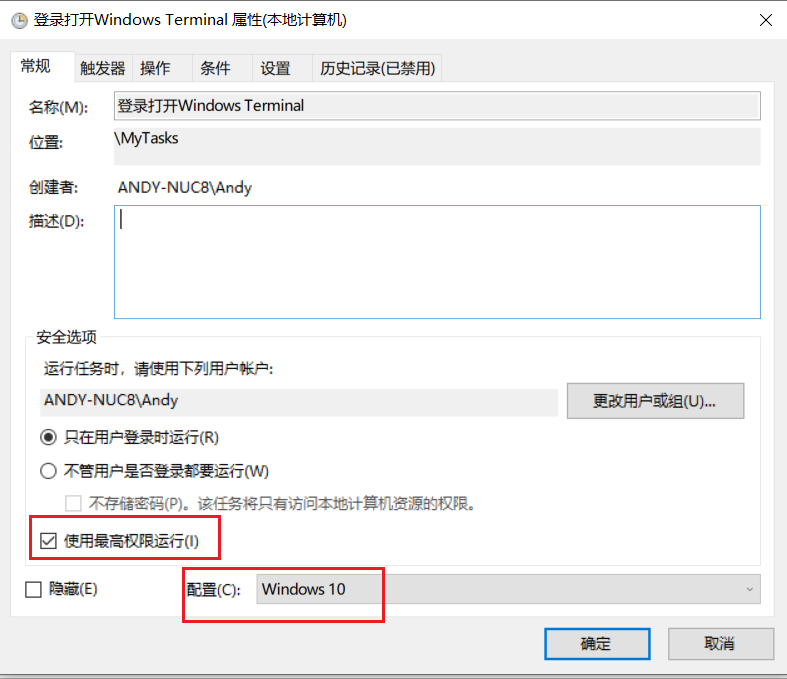 登录打开Windows Terminal 属性(本地计算机)
常规 触发器 操作 条件 设置 历史记录(已禁用)
名称(M): 登录打开Windows Terminal
位置: \MyTasks
创建者: ANDY-NUC8\Andy
描述(D):
安全选项
运行任务时，请使用下列用户帐户:
ANDY-NUC8\Andy 更改用户或组(U)...
只在用户登录时运行(R)
不管用户是否登录都要运行(W)
不存储密码(P)。该任务将只有访问本地计算机资源的权限。
使用最高权限运行(I)
隐藏(E) 配置(C): Windows 10
确定 取消